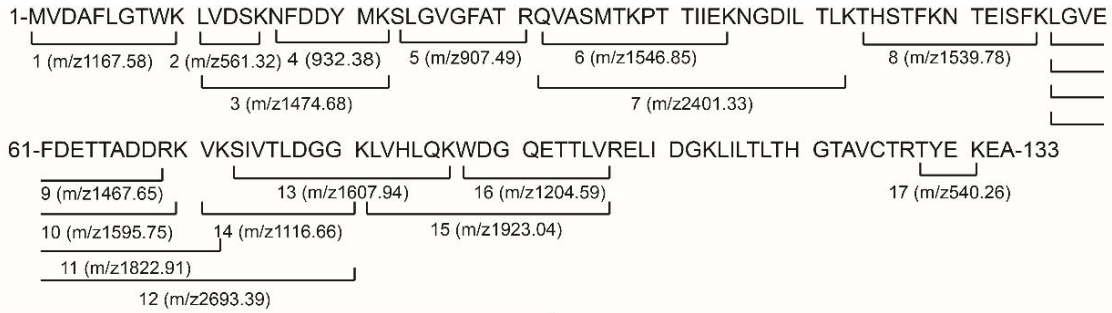 1-MVDAFLGTWK LVDSKNFDDY MKSLGVGFAT RQVASMTKPT TIIEKNGDIL TLKTHSTFKN TEISFKLGVE
1 (m/z1167.58) 2 (m/z561.32) 4 (932.38) 5 (m/z907.49) 6 (m/z1546.85) 8 (m/z1539.78)
3 (m/z1474.68) 7 (m/z2401.33)
61-FDETTADDRK VKSIVTLDGG KLVHLQKWDG QETTLVRELI DGKLILTLTH GTAVCTRTYE KEA-133
9 (m/z1467.65) 13 (m/z1607.94) 16 (m/z1204.59) 17 (m/z540.26)
10 (m/z1595.75) 14 (m/z1116.66) 15 (m/z1923.04)
11 (m/z1822.91)
12 (m/z2693.39)